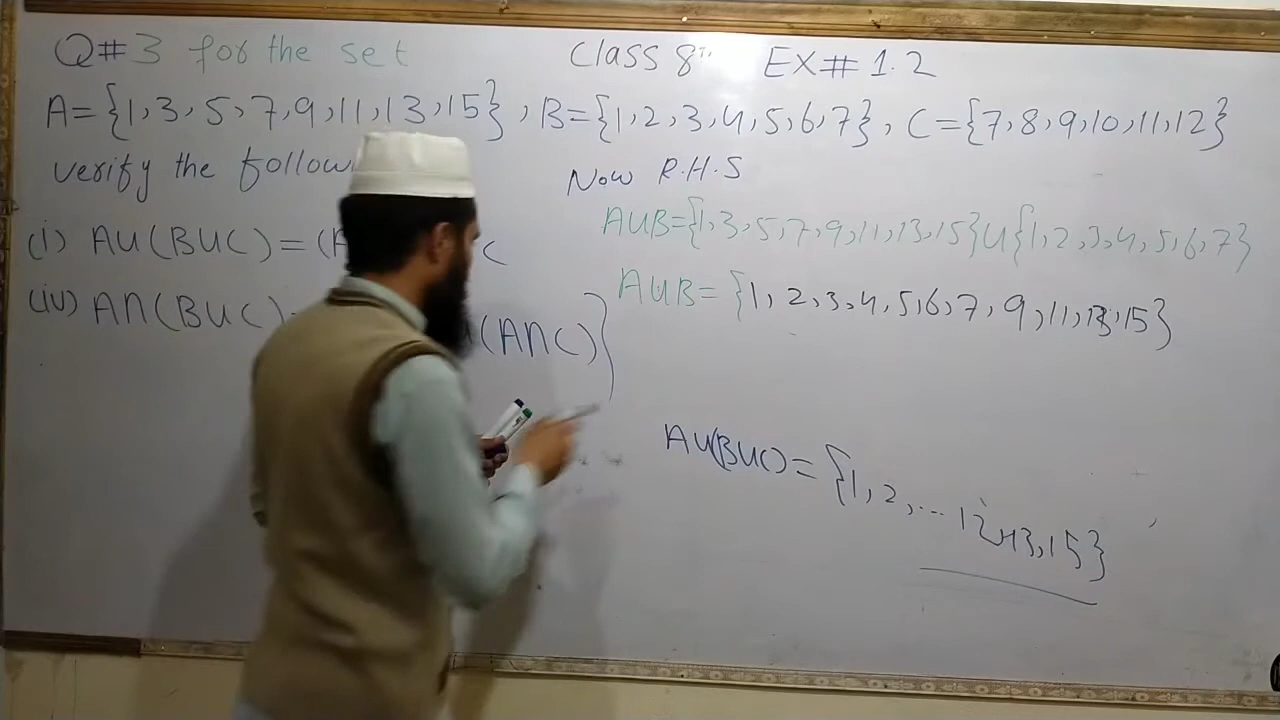 Q#3 for the set
Class 8th EX# 1.2
A={1,3,5,7,9,11,13,15}, B={1,2,3,4,5,6,7}, C={7,8,9,10,11,12}
verify the follow
(i) AU(BUC)=(A C
(iv) A∩(BUC) (A∩C)
Now R.H.S
AUB={1,3,5,7,9,11,13,15}U{1,2,3,4,5,6,7}
AUB={1,2,3,4,5,6,7,9,11,13,15}
AU(BUC)={1,2,...12,13,15}